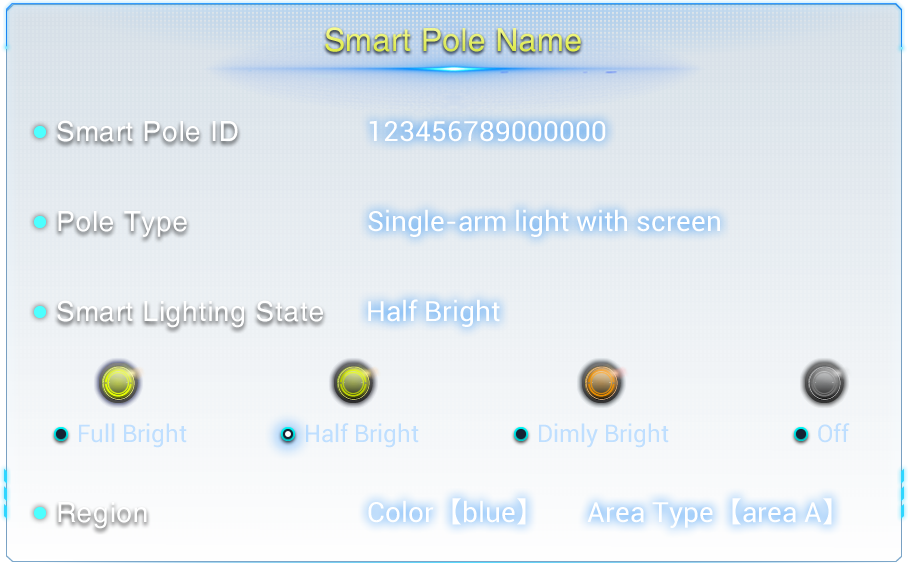 Smart Pole Name
Smart Pole ID 123456789000000
Pole Type Single-arm light with screen
Smart Lighting State Half Bright
Full Bright Half Bright Dimly Bright Off
Region Color【blue】 Area Type【area A】